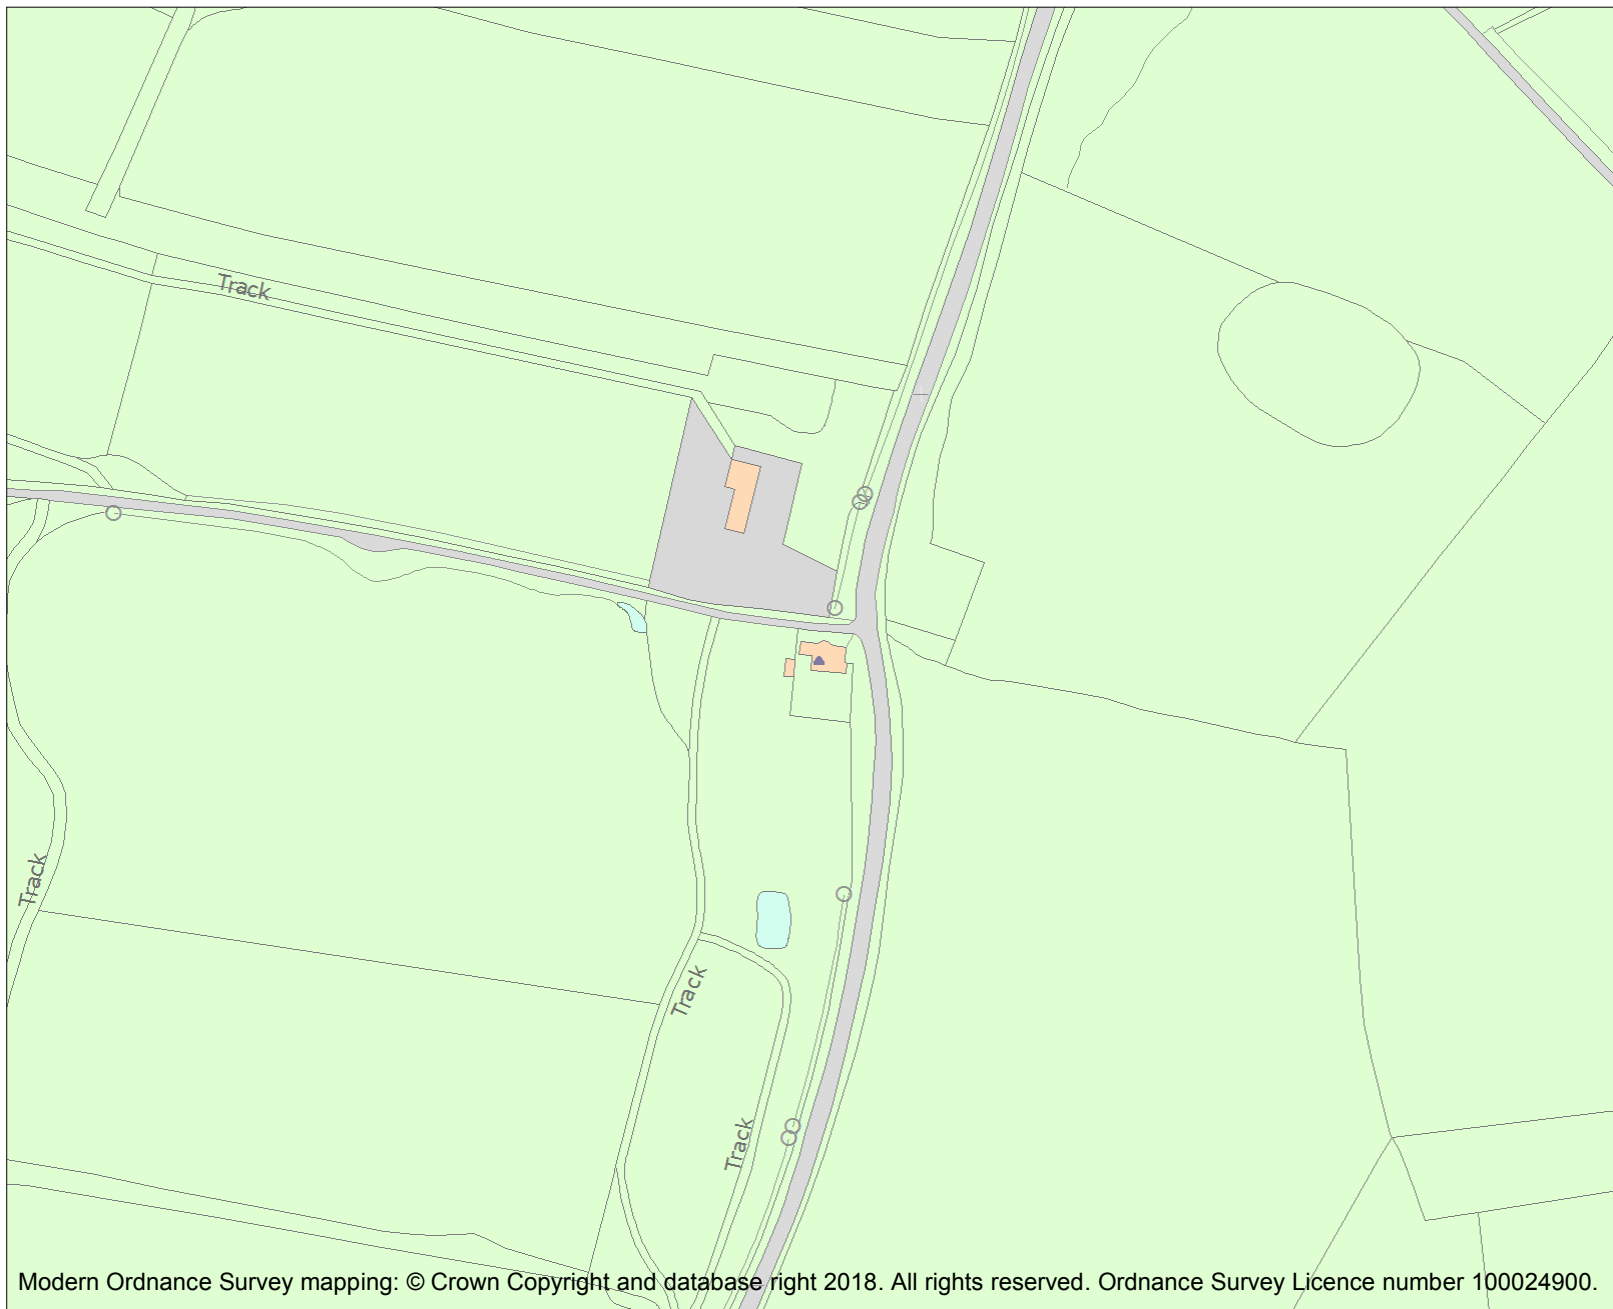 Track
Track
Track
Track
Modern Ordnance Survey mapping: © Crown Copyright and database right 2018. All rights reserved. Ordnance Survey Licence number 100024900.